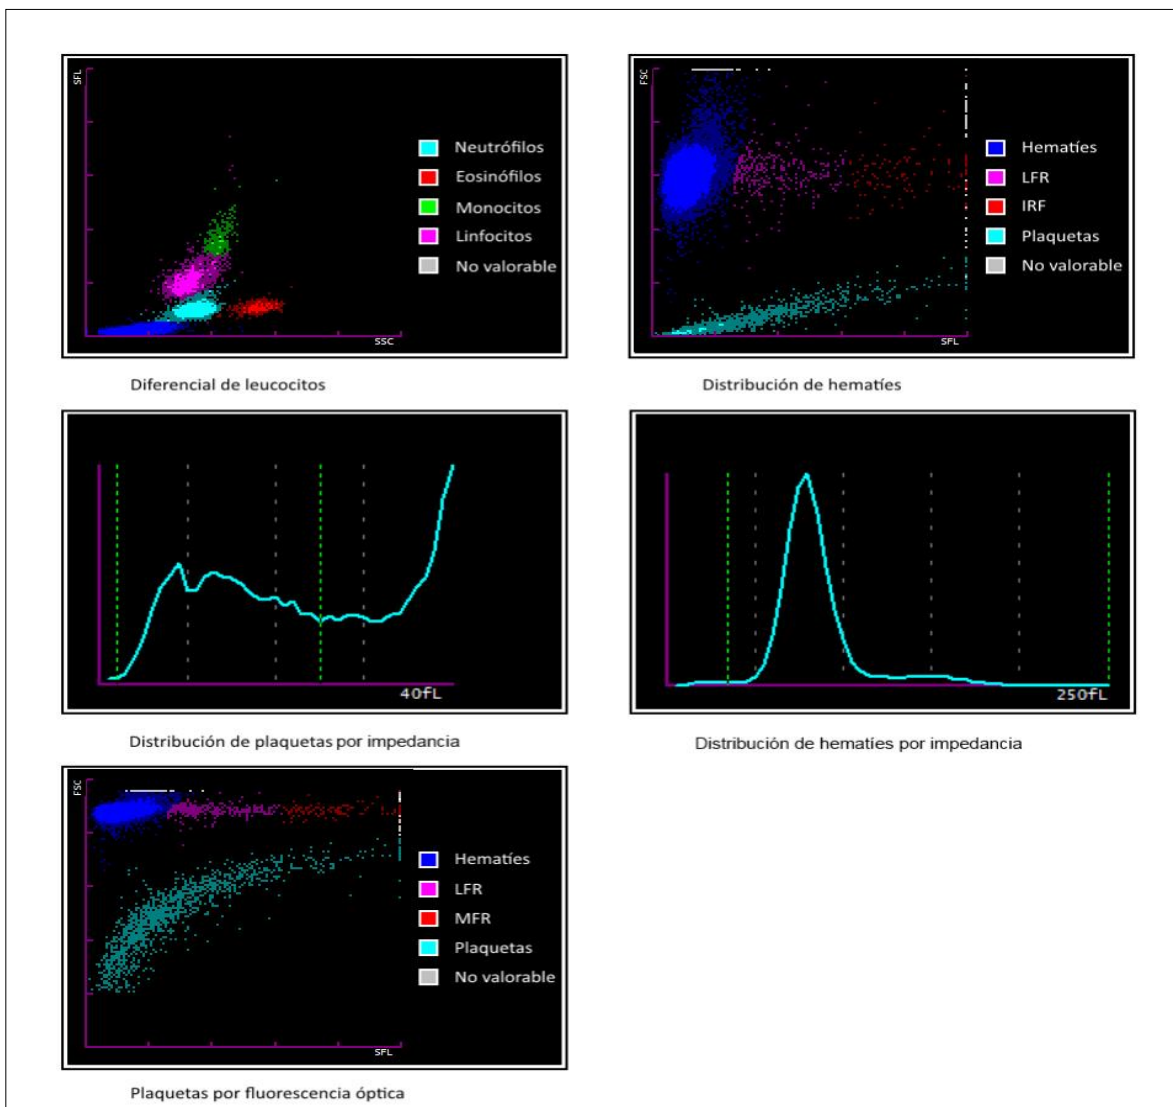 SFL
Neutrófilos
Eosinófilos
Monocitos
Linfocitos
No valorable
SSC
Diferencial de leucocitos
FSC
Hematíes
LFR
IRF
Plaquetas
No valorable
SFL
Distribución de hematíes
40fL
Distribución de plaquetas por impedancia
250fL
Distribución de hematíes por impedancia
FSC
Hematíes
LFR
MFR
Plaquetas
No valorable
SFL
Plaquetas por fluorescencia óptica